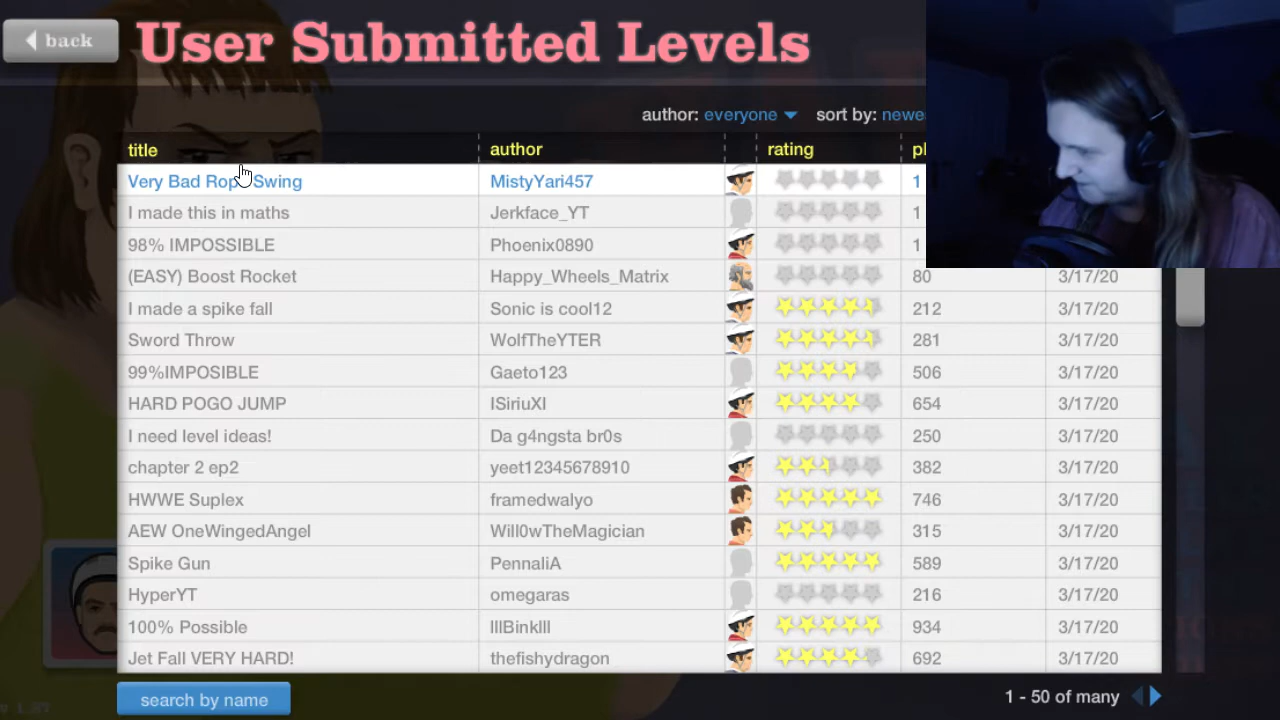 back
User Submitted Levels
author: everyone sort by: newe
title author rating pl
Very Bad Rope Swing MistyYari457 1
I made this in maths Jerkface_YT 1
98% IMPOSSIBLE Phoenix0890 1
(EASY) Boost Rocket Happy_Wheels_Matrix 80 3/17/20
I made a spike fall Sonic is cool12 212 3/17/20
Sword Throw WolfTheYTER 281 3/17/20
99%IMPOSIBLE Gaeto123 506 3/17/20
HARD POGO JUMP ISiriuXI 654 3/17/20
I need level ideas! Da g4ngsta br0s 250 3/17/20
chapter 2 ep2 yeet12345678910 382 3/17/20
HWWE Suplex framedwalyo 746 3/17/20
AEW OneWingedAngel Will0wTheMagician 315 3/17/20
Spike Gun PennaliA 589 3/17/20
HyperYT omegaras 216 3/17/20
100% Possible IIIBinkIII 934 3/17/20
Jet Fall VERY HARD! thefishydragon 692 3/17/20
search by name 1 - 50 of many